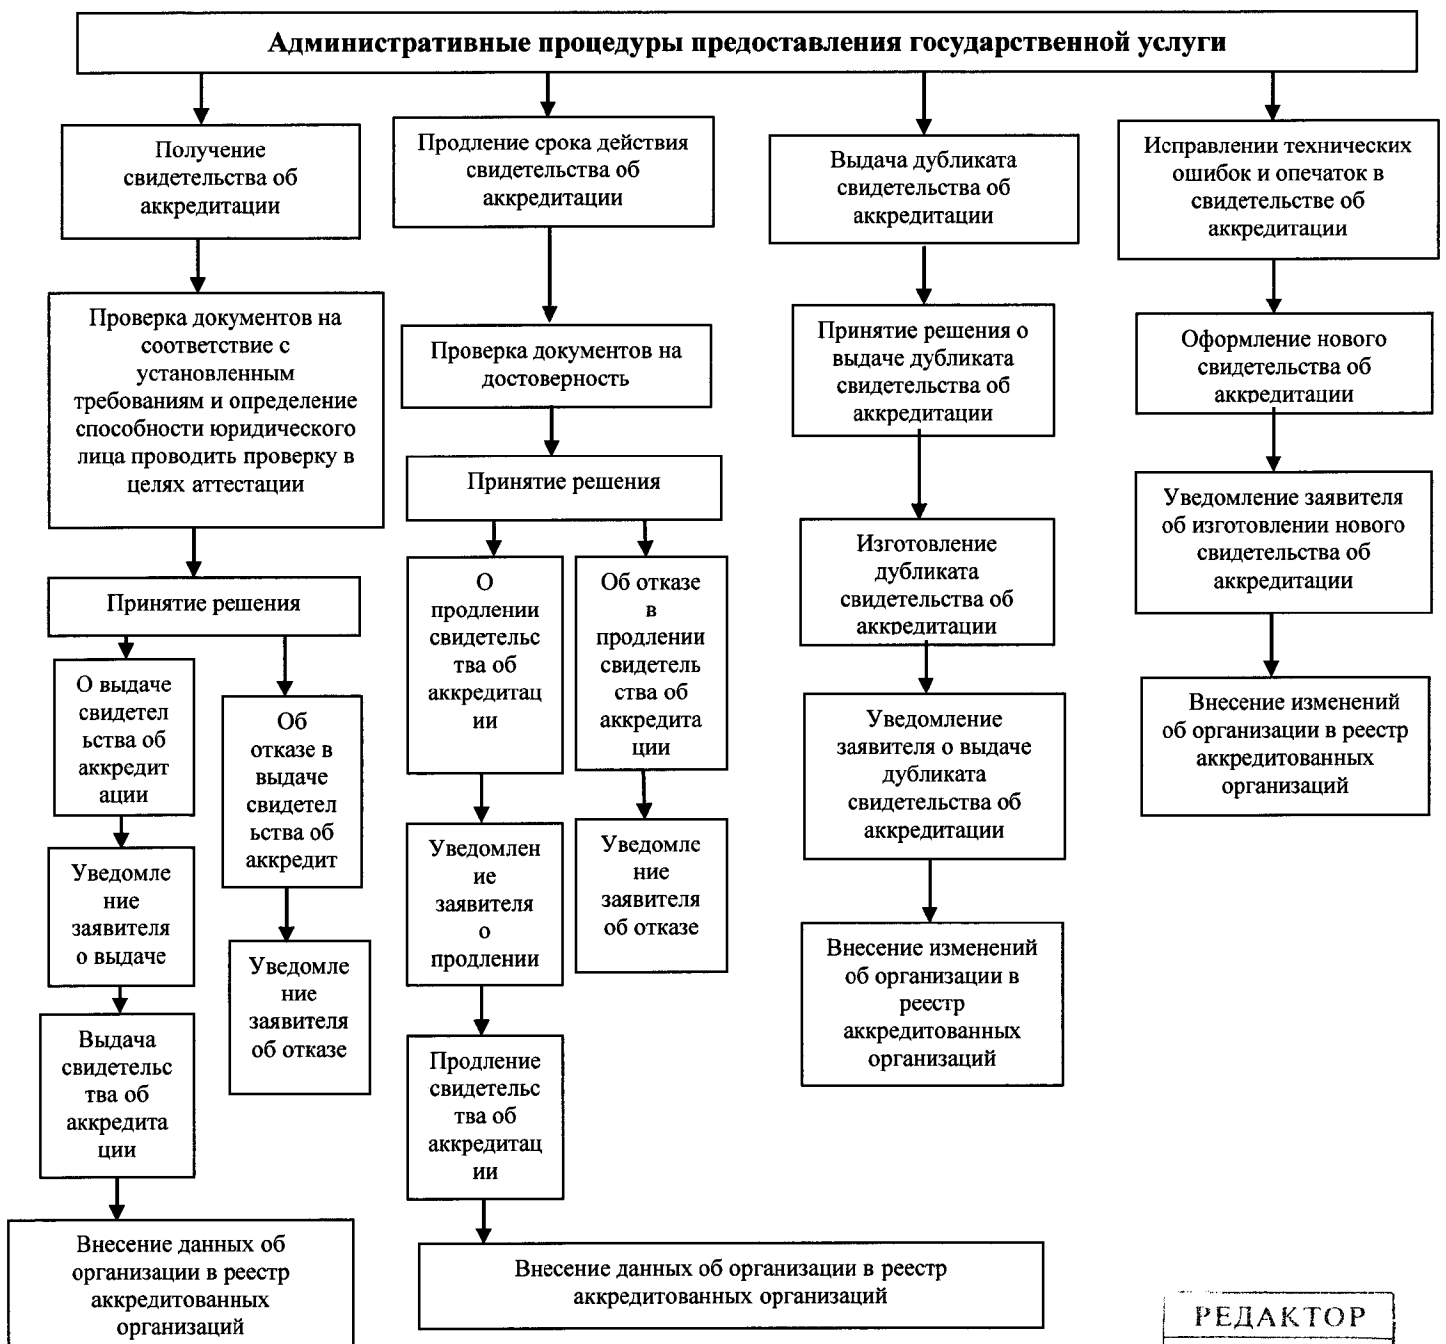 Административные процедуры предоставления государственной услуги
Получение
свидетельства об
аккредитации
Проверка документов на
соответствие с
установленным
требованиям и определение
способности юридического
лица проводить проверку в
целях аттестации
Принятие решения
О выдаче
свидетел
ьства об
аккредит
ации
Уведомле
ние
заявителя
о выдаче
Выдача
свидетельс
тва об
аккредита
ции
Внесение данных об
организации в реестр
аккредитованных
организаций
Об
отказе в
выдаче
свидетел
ьства об
аккредит
Уведомле
ние
заявителя
об отказе
Продление срока действия
свидетельства об
аккредитации
Проверка документов на
достоверность
Принятие решения
О
продлении
свидетельс
тва об
аккредитац
ии
Уведомлен
ие
заявителя
о
продлении
Продление
свидетельс
тва об
аккредитац
ии
Внесение данных об организации в реестр
аккредитованных организаций
Об отказе
в
продлении
свидетель
ства об
аккредита
ции
Уведомле
ние
заявителя
об отказе
Выдача дубликата
свидетельства об
аккредитации
Принятие решения о
выдаче дубликата
свидетельства об
аккредитации
Изготовление
дубликата
свидетельства об
аккредитации
Уведомление
заявителя о выдаче
дубликата
свидетельства об
аккредитации
Внесение изменений
об организации в
реестр
аккредитованных
организаций
Исправлении технических
ошибок и опечаток в
свидетельстве об
аккредитации
Оформление нового
свидетельства об
аккредитации
Уведомление заявителя
об изготовлении нового
свидетельства об
аккредитации
Внесение изменений
об организации в реестр
аккредитованных
организаций
РЕДАКТОР